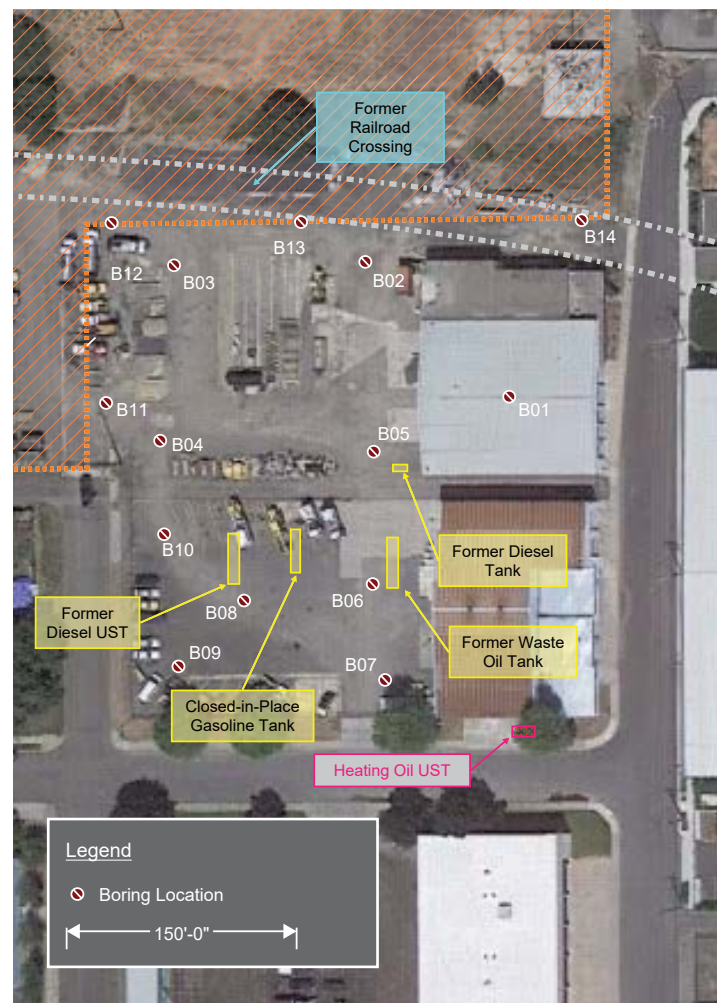 Former
Railroad
Crossing
B14
B13
B12
B03
B02
B01
B11
B04
B05
B10
Former Diesel
Tank
Former
Diesel UST
B08
B06
Former Waste
Oil Tank
B09
B07
Closed-in-Place
Gasoline Tank
Heating Oil UST
Legend
Boring Location
150'-0"